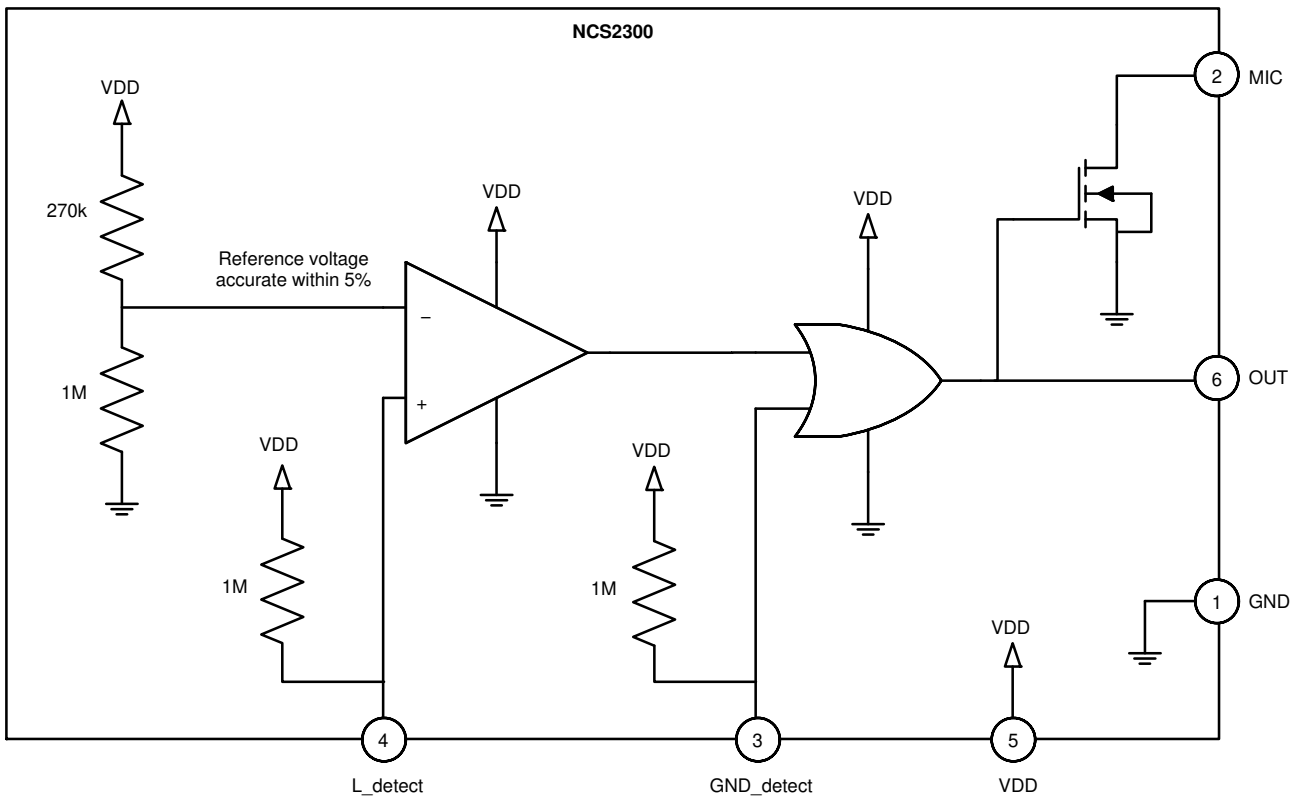 NCS2300
2
MIC
VDD
270k
VDD
VDD
Reference voltage
accurate within 5%
−
1M
+
6
OUT
VDD
VDD
1M
1M
1
GND
VDD
4
3
5
L_detect
GND_detect
VDD